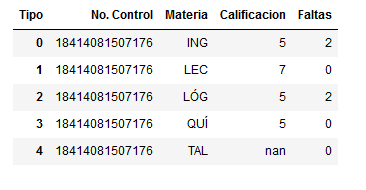 Tipo No. Control Materia Calificacion Faltas
0 18414081507176 ING 5 2
1 18414081507176 LEC 7 0
2 18414081507176 LÓG 5 2
3 18414081507176 QUÍ 5 0
4 18414081507176 TAL nan 0